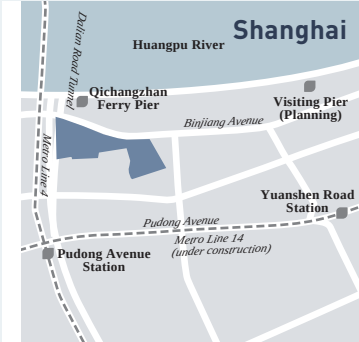 Shanghai
Dalian Road Tunnel
Huangpu River
Qichangzhan
Ferry Pier
Visiting Pier
(Planning)
Binjiang Avenue
Metro Line 4
Yuanshen Road
Station
Pudong Avenue
Metro Line 14
(under construction)
Pudong Avenue
Station